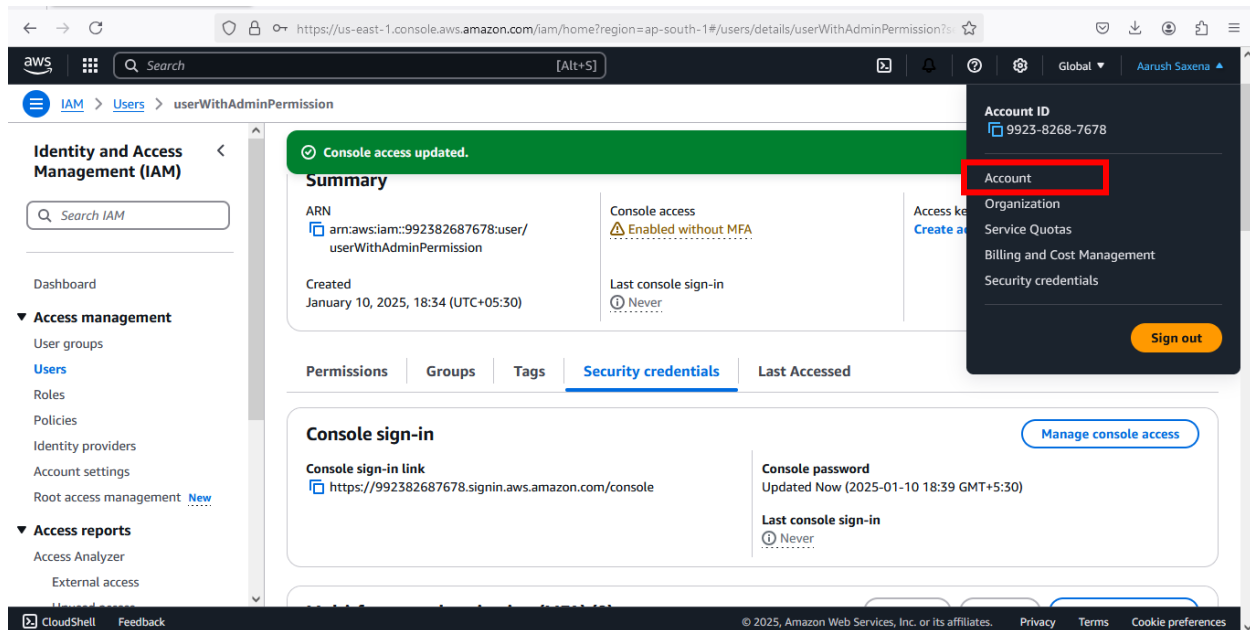 https://us-east-1.console.aws.amazon.com/iam/home?region=ap-south-1#/users/details/userWithAdminPermission?s
aws
Search [Alt+S]
Global
Aarush Saxena
IAM > Users > userWithAdminPermission
Identity and Access
Management (IAM)
Search IAM
Dashboard
Access management
User groups
Users
Roles
Policies
Identity providers
Account settings
Root access management New
Access reports
Access Analyzer
External access
Console access updated.
Summary
ARN
arn:aws:iam::992382687678:user/
userWithAdminPermission
Console access
Enabled without MFA
Access ke
Create a
Created
January 10, 2025, 18:34 (UTC+05:30)
Last console sign-in
Never
Account ID
9923-8268-7678
Account
Organization
Service Quotas
Billing and Cost Management
Security credentials
Sign out
Permissions
Groups
Tags
Security credentials
Last Accessed
Console sign-in
Manage console access
Console sign-in link
https://992382687678.signin.aws.amazon.com/console
Console password
Updated Now (2025-01-10 18:39 GMT+5:30)
Last console sign-in
Never
CloudShell
Feedback
© 2025, Amazon Web Services, Inc. or its affiliates.
Privacy
Terms
Cookie preferences